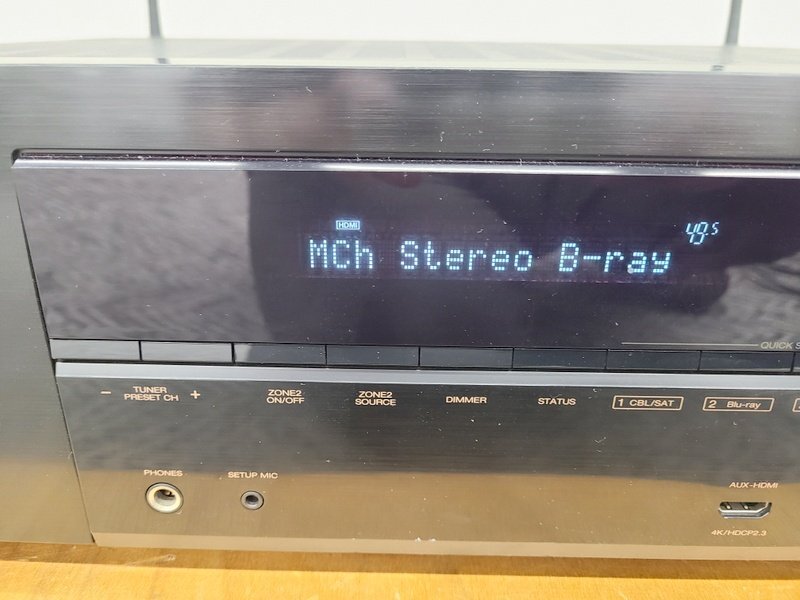 HDMI
49.5
MCh Stereo B-ray
QUICK S
− TUNER PRESET CH +
ZONE2 ON/OFF
ZONE2 SOURCE
DIMMER
STATUS
1 CBL/SAT
2 Blu-ray
PHONES
SETUP MIC
AUX-HDMI
4K/HDCP2.3